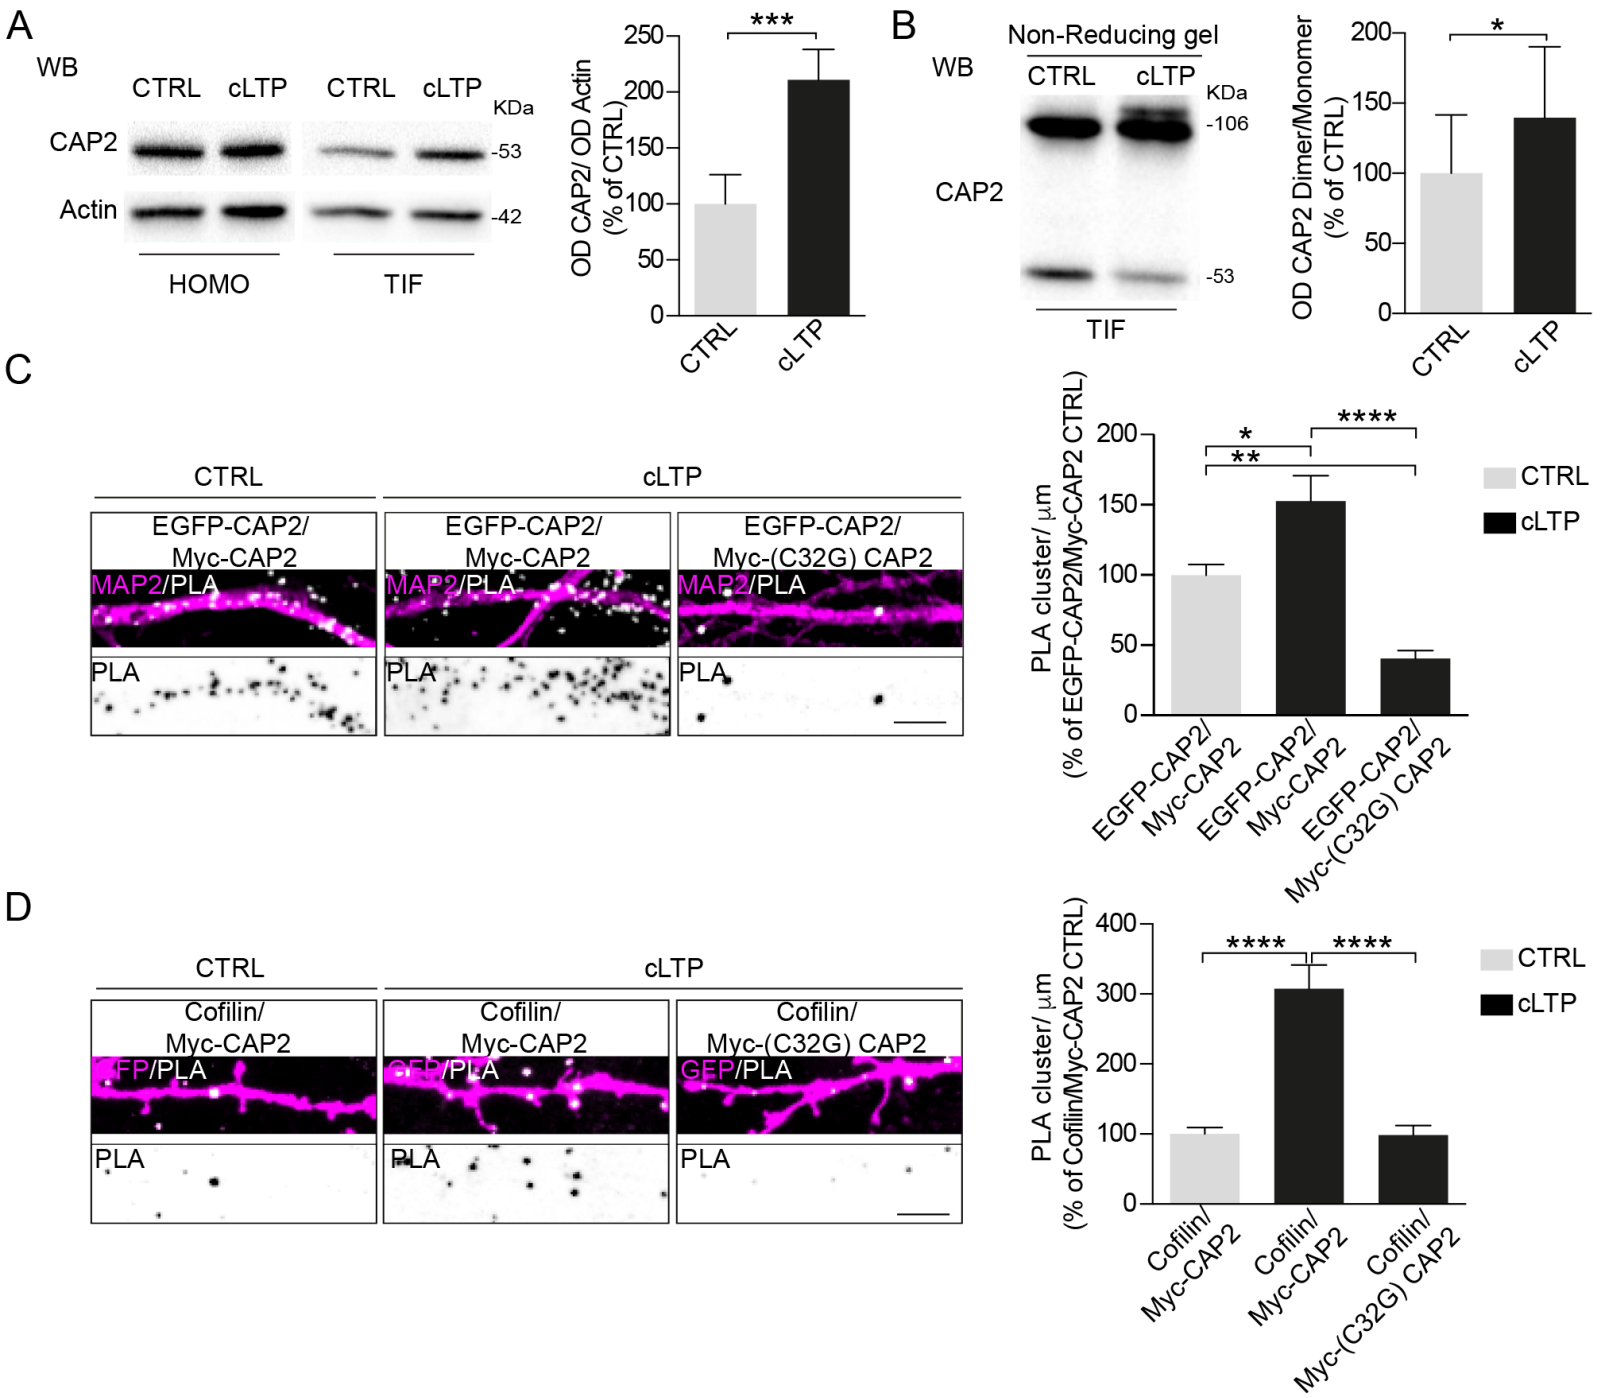 A
WB
CTRL cLTP CTRL cLTP
KDa
CAP2
-53
Actin
-42
HOMO TIF
OD CAP2/ OD Actin
(% of CTRL)
250
200
150
100
50
0
***
CTRL
cLTP
B
Non-Reducing gel
WB
CTRL cLTP
KDa
-106
CAP2
-53
TIF
OD CAP2 Dimer/Monomer
(% of CTRL)
200
150
100
50
0
*
CTRL
cLTP
C
CTRL
cLTP
EGFP-CAP2/
Myc-CAP2
EGFP-CAP2/
Myc-CAP2
EGFP-CAP2/
Myc-(C32G) CAP2
MAP2/PLA
MAP2/PLA
MAP2/PLA
PLA
PLA
PLA
PLA cluster/ μm
(% of EGFP-CAP2/Myc-CAP2 CTRL)
200
150
100
50
0
*
**
****
CTRL
cLTP
EGFP-CAP2/
Myc-CAP2
EGFP-CAP2/
Myc-CAP2
EGFP-CAP2/
Myc-(C32G) CAP2
D
CTRL
cLTP
Cofilin/
Myc-CAP2
Cofilin/
Myc-CAP2
Cofilin/
Myc-(C32G) CAP2
FP/PLA
GFP/PLA
GFP/PLA
PLA
PLA
PLA
PLA cluster/ μm
(% of Cofilin/Myc-CAP2 CTRL)
400
300
200
100
0
****
****
CTRL
cLTP
Cofilin/
Myc-CAP2
Cofilin/
Myc-CAP2
Cofilin/
Myc-(C32G) CAP2